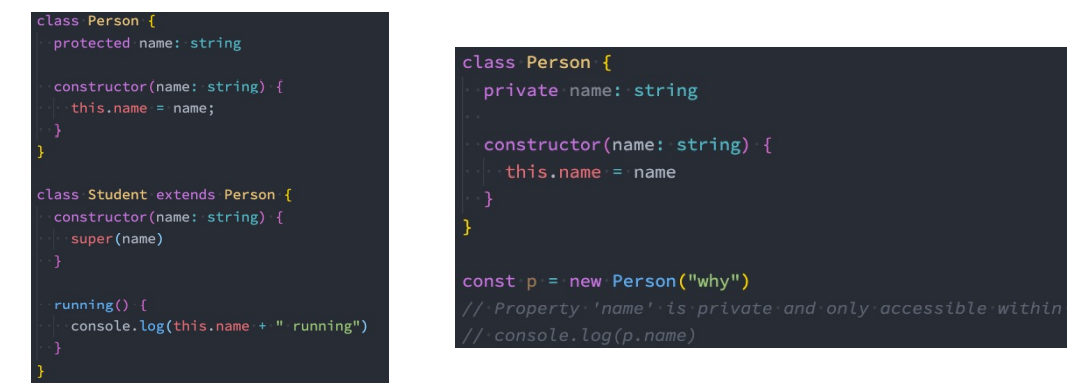 class Person {
protected name: string
constructor(name: string) {
this.name = name;
}
}
class Student extends Person {
constructor(name: string) {
super(name)
}
running() {
console.log(this.name + " running")
}
}
class Person {
private name: string
constructor(name: string) {
this.name = name
}
}
const p = new Person("why")
// Property 'name' is private and only accessible within
// console.log(p.name)